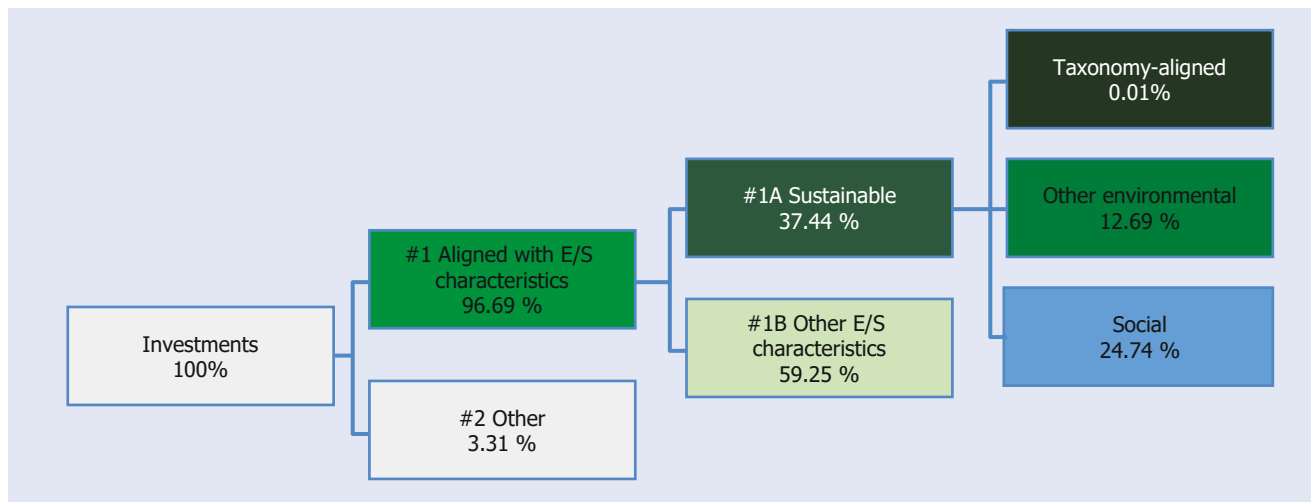 Investments
100%
#1 Aligned with E/S
characteristics
96.69 %
#2 Other
3.31 %
#1A Sustainable
37.44 %
#1B Other E/S
characteristics
59.25 %
Taxonomy-aligned
0.01%
Other environmental
12.69 %
Social
24.74 %